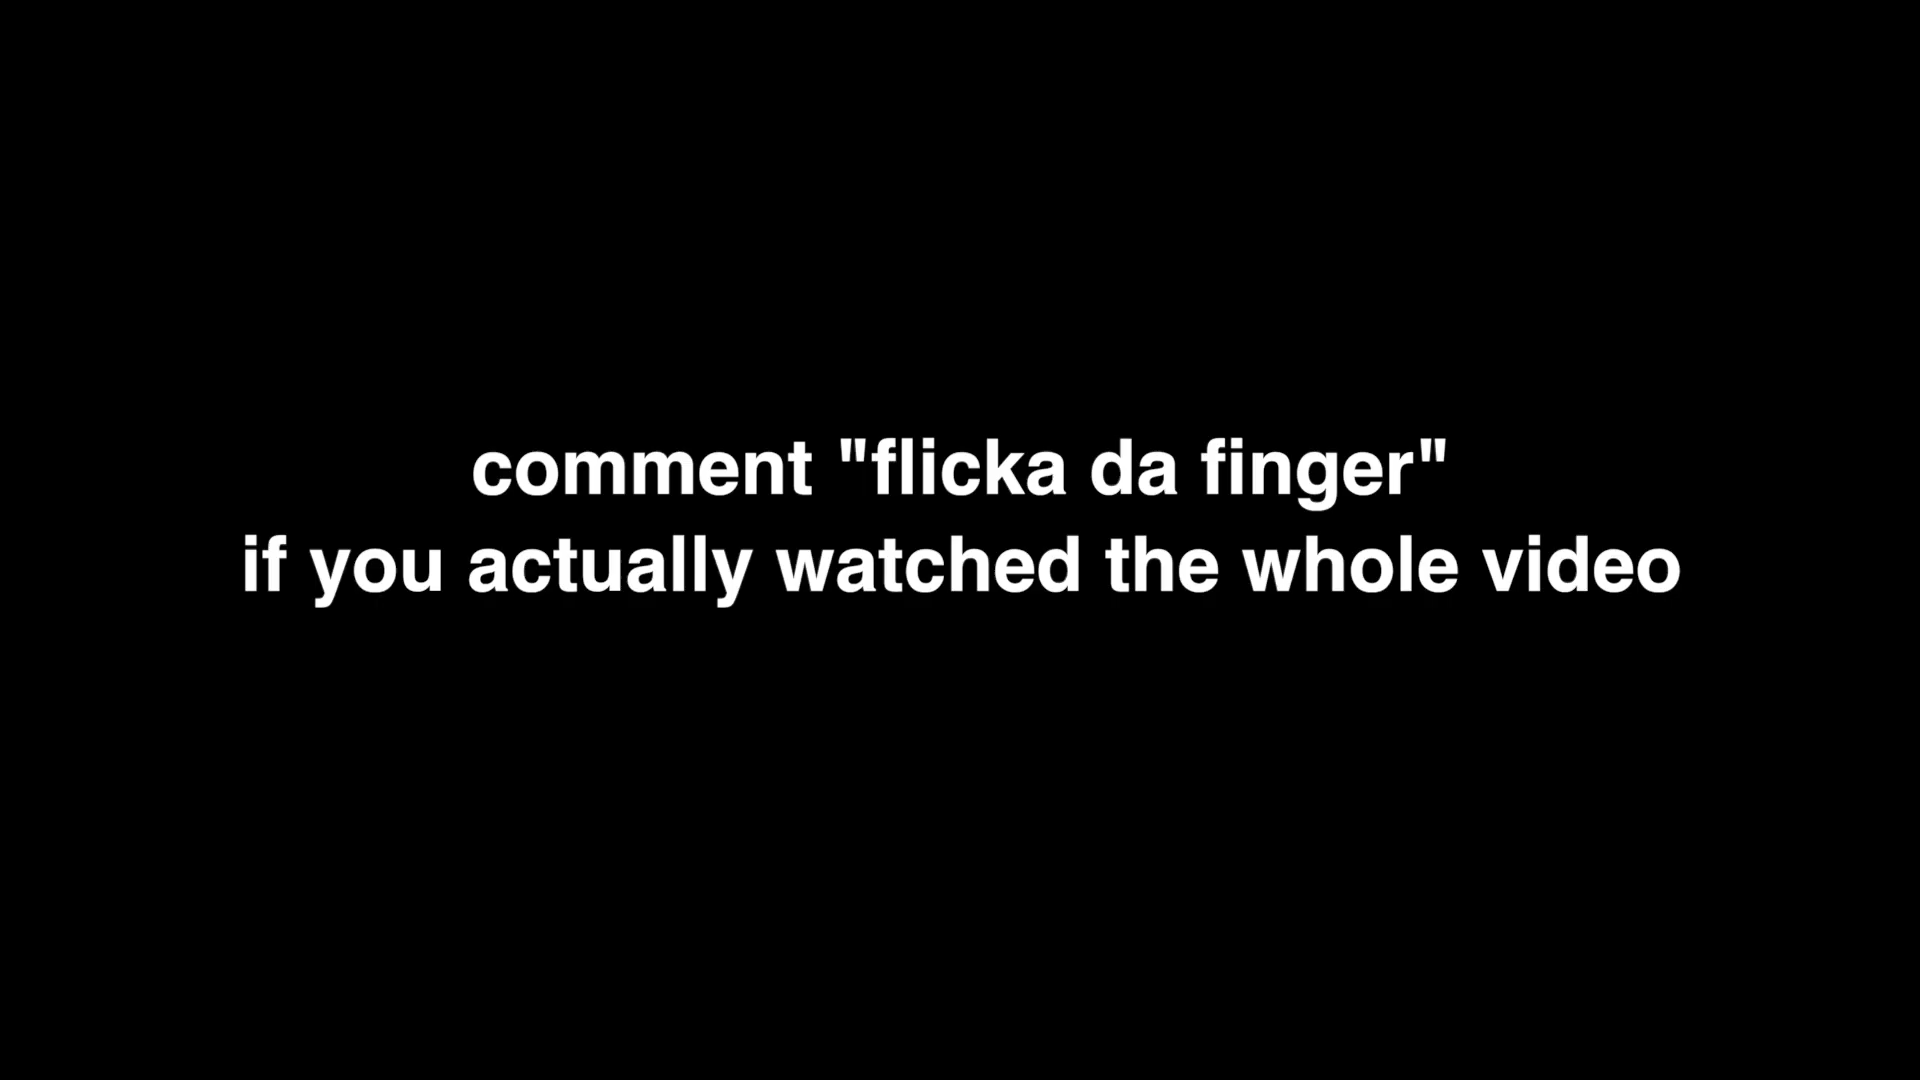 comment "flicka da finger"
if you actually watched the whole video